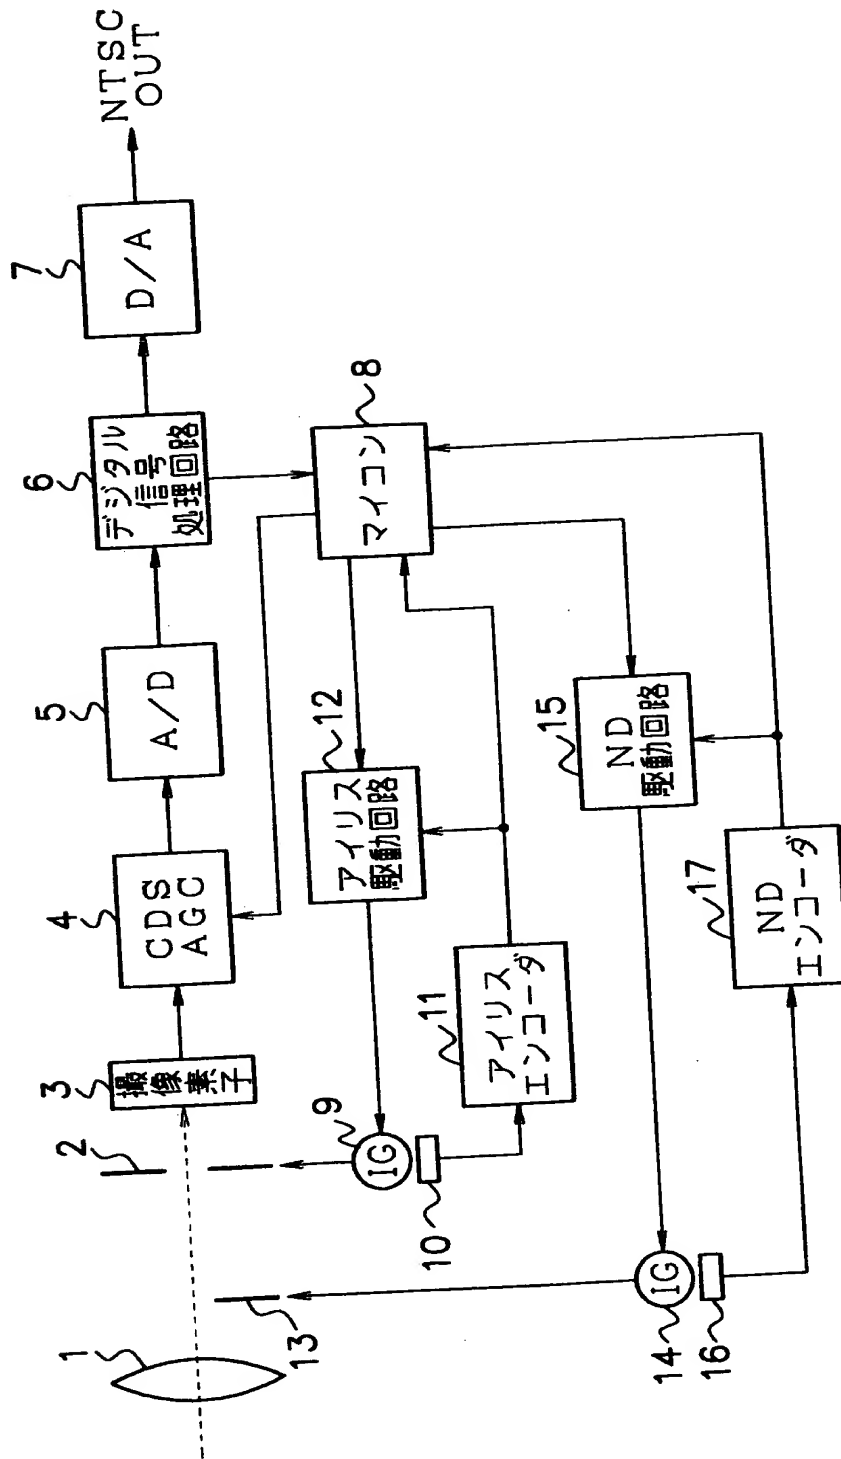 1
2
3
撮像素子
4
CDS
AGC
5
A/D
6
デジタル
信号
処理回路
7
D/A
NTSC
OUT
8
マイコン
9
IG
10
11
アイリス
エンコーダ
12
アイリス
駆動回路
13
14
IG
15
ND
駆動回路
16
17
ND
エンコーダ